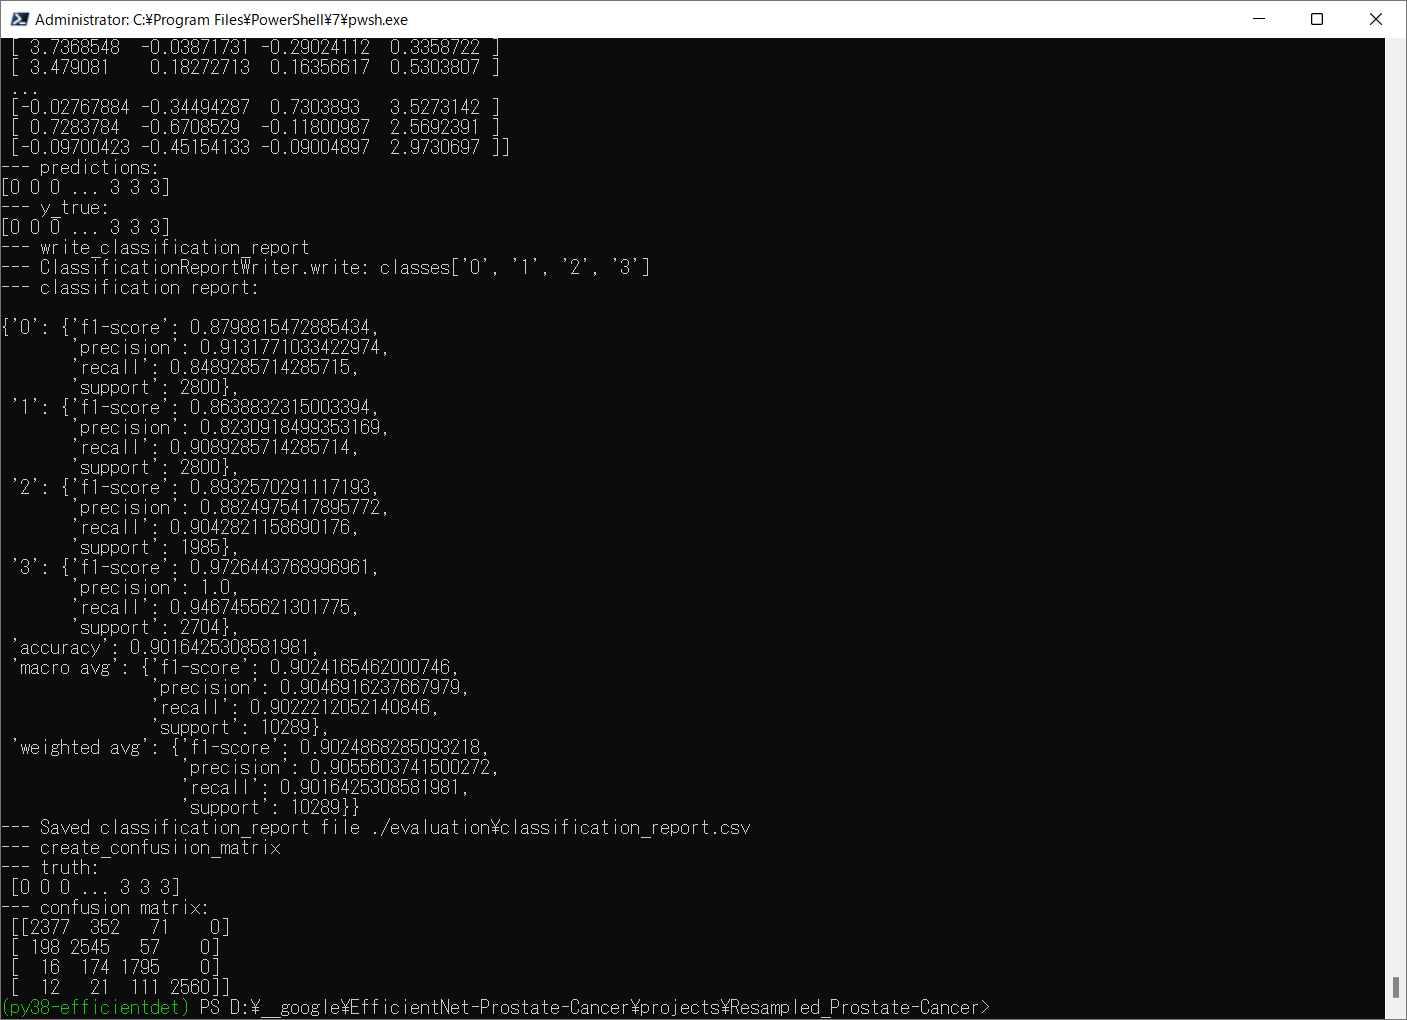 Administrator: C:¥Program Files¥PowerShell¥7¥pwsh.exe
[ 3.7368548  -0.03871731 -0.29024112  0.3358722 ]
[ 3.479081    0.18272713  0.16356617  0.5303807 ]
...
[-0.02767884 -0.34494287  0.7303893   3.5273142 ]
[ 0.7283784  -0.6708529  -0.11800987  2.5692391 ]
[-0.09700423 -0.45154133 -0.09004897  2.9730697 ]]
--- predictions:
[0 0 0 ... 3 3 3]
--- y_true:
[0 0 0 ... 3 3 3]
--- write_classification_report
--- ClassificationReportWriter.write: classes['0', '1', '2', '3']
--- classification report:
{'0': {'f1-score': 0.8798815472885434,
'precision': 0.9131771033422974,
'recall': 0.8489285714285715,
'support': 2800},
'1': {'f1-score': 0.8638832315003394,
'precision': 0.8230918499353169,
'recall': 0.9089285714285714,
'support': 2800},
'2': {'f1-score': 0.8932570291117193,
'precision': 0.8824975417895772,
'recall': 0.9042821158690176,
'support': 1985},
'3': {'f1-score': 0.9726443768996961,
'precision': 1.0,
'recall': 0.9467455621301775,
'support': 2704},
'accuracy': 0.9016425308581981,
'macro avg': {'f1-score': 0.9024165462000746,
'precision': 0.9046916237667979,
'recall': 0.9022212052140846,
'support': 10289},
'weighted avg': {'f1-score': 0.9024868285093218,
'precision': 0.9055603741500272,
'recall': 0.9016425308581981,
'support': 10289}}
--- Saved classification_report file ./evaluation¥classification_report.csv
--- create_confusiion_matrix
--- truth:
[0 0 0 ... 3 3 3]
--- confusion matrix:
[[2377  352   71    0]
[ 198 2545   57    0]
[  16  174 1795    0]
[  12   21  111 2560]]
(py38-efficientdet) PS D:¥__google¥EfficientNet-Prostate-Cancer¥projects¥Resampled_Prostate-Cancer>